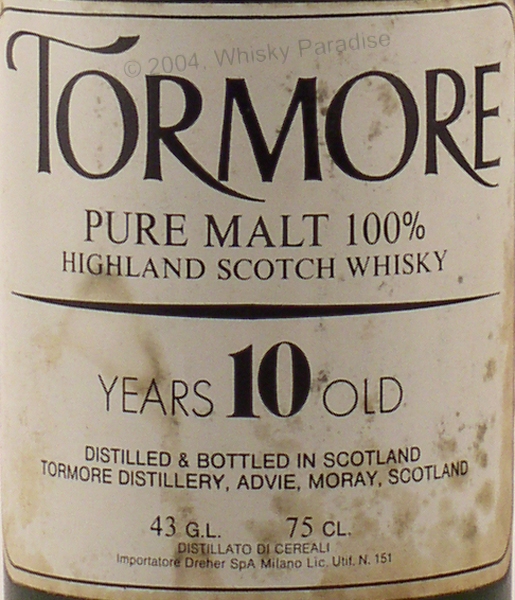 © 2004, Whisky Paradise
TORMORE
PURE MALT 100%
HIGHLAND SCOTCH WHISKY
YEARS 10 OLD
DISTILLED & BOTTLED IN SCOTLAND
TORMORE DISTILLERY, ADVIE, MORAY, SCOTLAND
43 G.L. 75 CL.
DISTILLATO DI CEREALI
Importatore Dreher SpA Milano Lic. Utif. N. 151